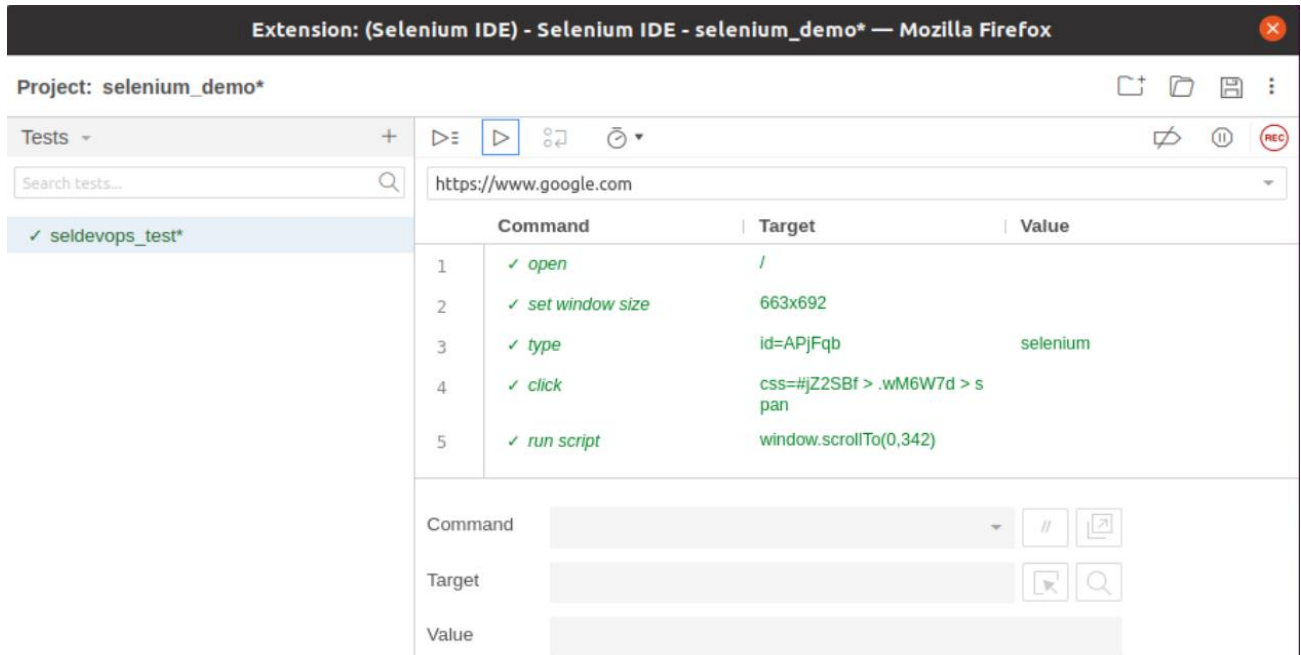 Extension: (Selenium IDE) - Selenium IDE - selenium_demo* — Mozilla Firefox
Project: selenium_demo*
Tests
REC
Search tests...
https://www.google.com
Command Target Value
✓ seldevops_test*
1 ✓ open /
2 ✓ set window size 663x692
3 ✓ type id=APjFqb selenium
4 ✓ click css=#jZ2SBf > .wM6W7d > s
pan
5 ✓ run script window.scrollTo(0,342)
Command //
Target
Value